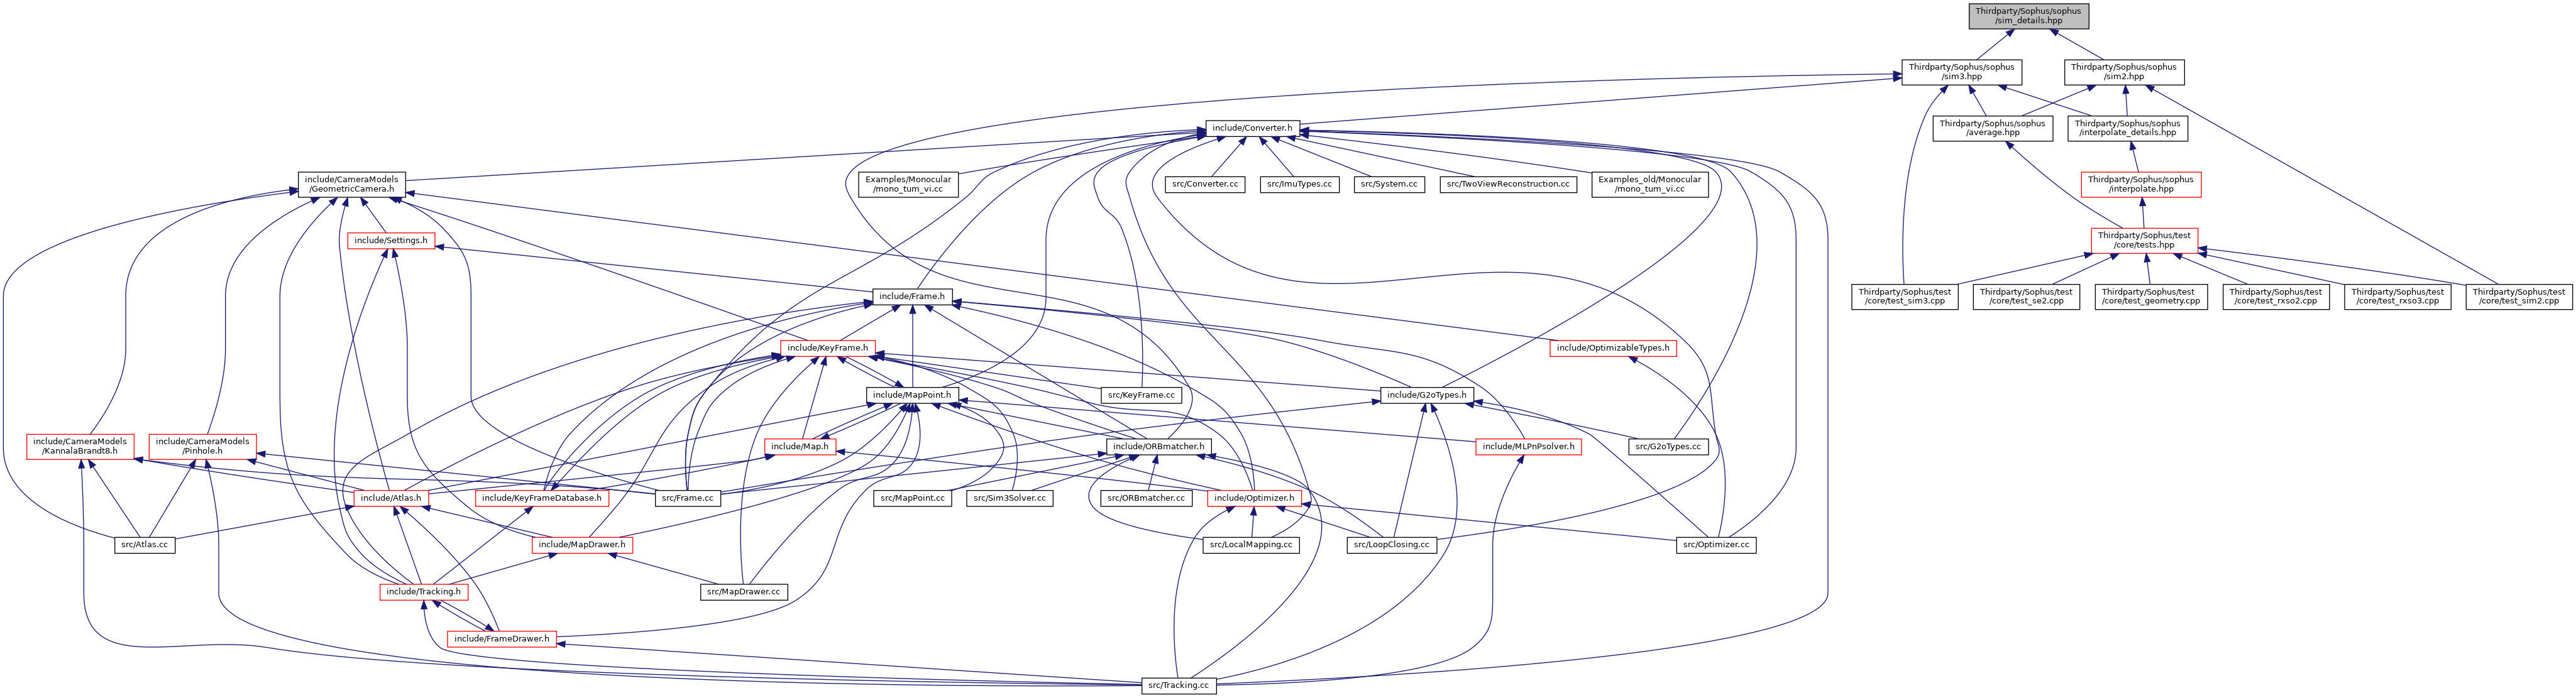 Thirdparty/Sophus/sophus
/sim_details.hpp
Thirdparty/Sophus/sophus
/sim3.hpp
Thirdparty/Sophus/sophus
/sim2.hpp
include/Converter.h
Thirdparty/Sophus/sophus
/average.hpp
Thirdparty/Sophus/sophus
/interpolate_details.hpp
include/CameraModels
/GeometricCamera.h
Examples/Monocular
/mono_tum_vi.cc
src/Converter.cc
src/ImuTypes.cc
src/System.cc
src/TwoViewReconstruction.cc
Examples_old/Monocular
/mono_tum_vi.cc
Thirdparty/Sophus/sophus
/interpolate.hpp
include/Settings.h
Thirdparty/Sophus/test
/core/tests.hpp
include/Frame.h
Thirdparty/Sophus/test
/core/test_sim3.cpp
Thirdparty/Sophus/test
/core/test_se2.cpp
Thirdparty/Sophus/test
/core/test_geometry.cpp
Thirdparty/Sophus/test
/core/test_rxso2.cpp
Thirdparty/Sophus/test
/core/test_rxso3.cpp
Thirdparty/Sophus/test
/core/test_sim2.cpp
include/KeyFrame.h
include/OptimizableTypes.h
include/MapPoint.h
src/KeyFrame.cc
include/G2oTypes.h
include/CameraModels
/KannalaBrandt8.h
include/CameraModels
/Pinhole.h
include/Map.h
include/ORBmatcher.h
include/MLPnPsolver.h
src/G2oTypes.cc
include/Atlas.h
include/KeyFrameDatabase.h
src/Frame.cc
src/MapPoint.cc
src/Sim3Solver.cc
src/ORBmatcher.cc
include/Optimizer.h
src/Atlas.cc
include/MapDrawer.h
src/LocalMapping.cc
src/LoopClosing.cc
src/Optimizer.cc
include/Tracking.h
src/MapDrawer.cc
include/FrameDrawer.h
src/Tracking.cc